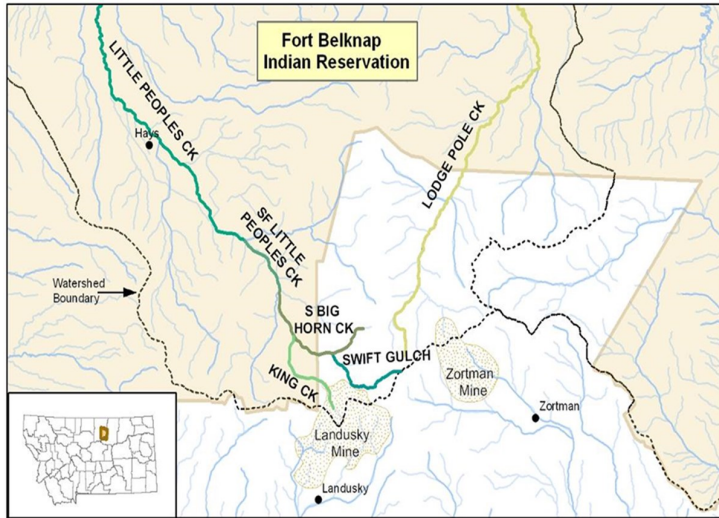 Fort Belknap
Indian Reservation
LITTLE PEOPLES CK
Hays
LODGE POLE CK
SF LITTLE
PEOPLES CK
Watershed
Boundary
S BIG
HORN CK
SWIFT GULCH
KING CK
Zortman
Mine
Zortman
Landusky
Mine
Landusky